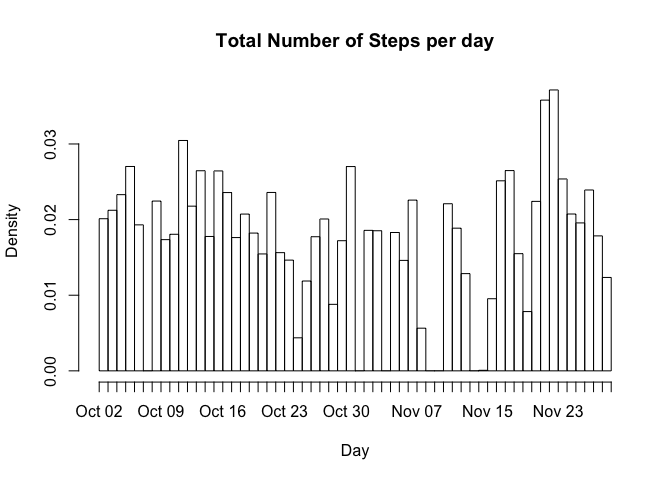 Total Number of Steps per day
Density
0.03
0.02
0.01
0.00
Oct 02 Oct 09 Oct 16 Oct 23 Oct 30 Nov 07 Nov 15 Nov 23
Day